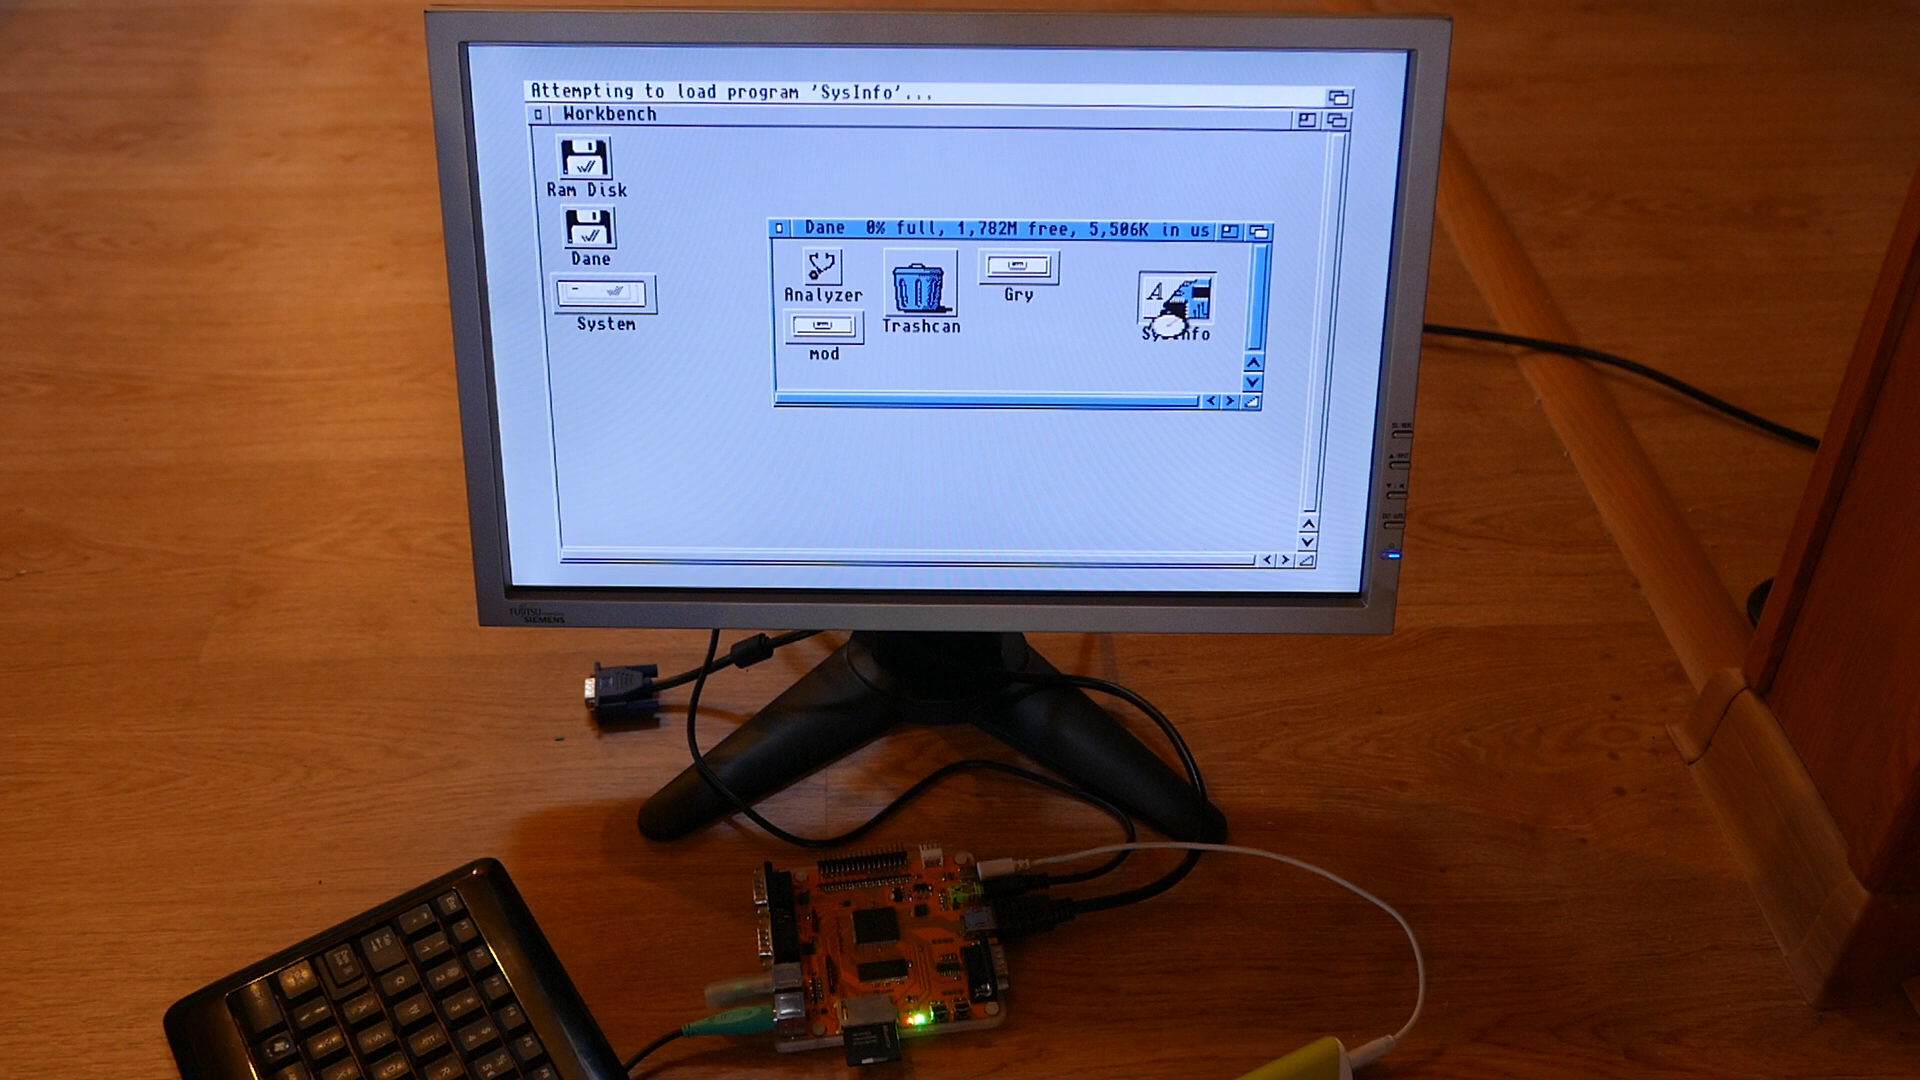 Attempting to load program 'SysInfo'...
Workbench
Ram Disk
Dane
System
Dane 0% full, 1,782M free, 5,506K in us
Analyzer
Trashcan
Gry
mod
FUJITSU
SIEMENS